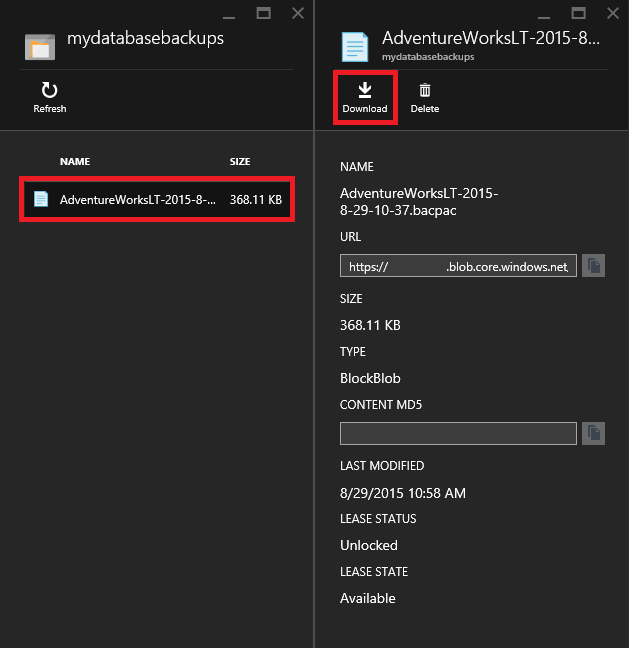 mydatabasebackups
Refresh
NAME SIZE
AdventureWorksLT-2015-8-... 368.11 KB
AdventureWorksLT-2015-8...
mydatabasebackups
Download Delete
NAME
AdventureWorksLT-2015-
8-29-10-37.bacpac
URL
https:// .blob.core.windows.net,
SIZE
368.11 KB
TYPE
BlockBlob
CONTENT MD5
LAST MODIFIED
8/29/2015 10:58 AM
LEASE STATUS
Unlocked
LEASE STATE
Available